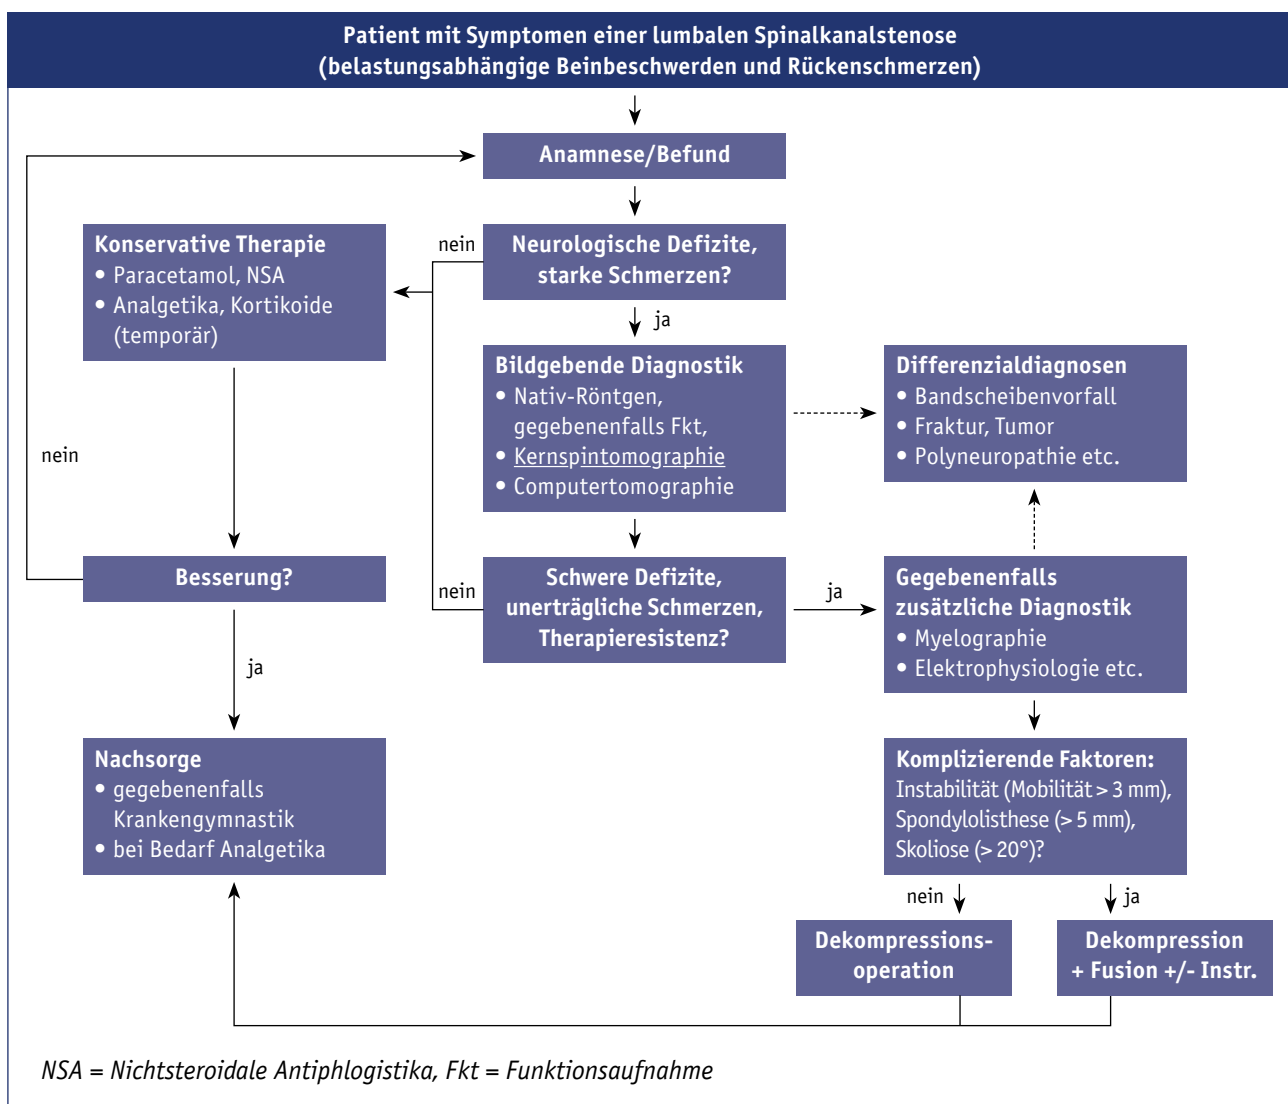 Patient mit Symptomen einer lumbalen Spinalkanalstenose
(belastungsabhängige Beinbeschwerden und Rückenschmerzen)
Anamnese/Befund
Konservative Therapie
• Paracetamol, NSA
• Analgetika, Kortikoide
(temporär)
nein
Neurologische Defizite,
starke Schmerzen?
ja
Bildgebende Diagnostik
• Nativ-Röntgen,
gegebenenfalls Fkt,
• Kernspintomographie
• Computertomographie
Differenzialdiagnosen
• Bandscheibenvorfall
• Fraktur, Tumor
• Polyneuropathie etc.
nein
Besserung?
nein
Schwere Defizite,
unerträgliche Schmerzen,
Therapieresistenz?
ja
Gegebenenfalls
zusätzliche Diagnostik
• Myelographie
• Elektrophysiologie etc.
ja
Nachsorge
• gegebenenfalls
Krankengymnastik
• bei Bedarf Analgetika
Komplizierende Faktoren:
Instabilität (Mobilität > 3 mm),
Spondylolisthese (> 5 mm),
Skoliose (> 20°)?
nein
ja
Dekompressions-
operation
Dekompression
+ Fusion +/- Instr.
NSA = Nichtsteroidale Antiphlogistika, Fkt = Funktionsaufnahme